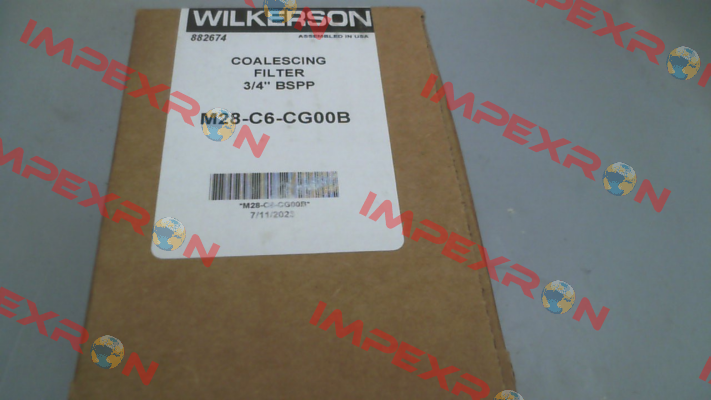 WILKERSON
882674 ASSEMBLED IN USA
COALESCING
FILTER
3/4" BSPP
M28-C6-CG00B
*M28-C6-CG00B*
7/11/2023
IMPEXRON
IMPEXRON
IMPEXRON
IMPEXRON
IMPEXRON
IMPEXRON
IMPEXRON